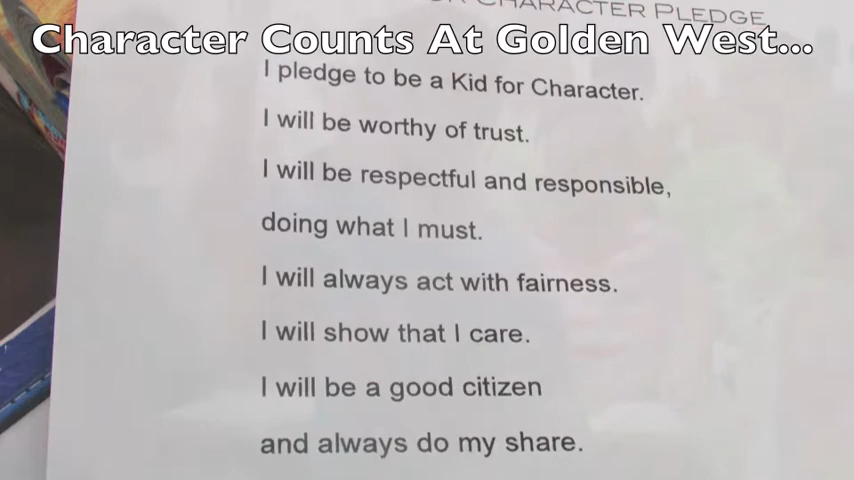 CHARACTER PLEDGE
Character Counts At Golden West...
I pledge to be a Kid for Character.
I will be worthy of trust.
I will be respectful and responsible,
doing what I must.
I will always act with fairness.
I will show that I care.
I will be a good citizen
and always do my share.